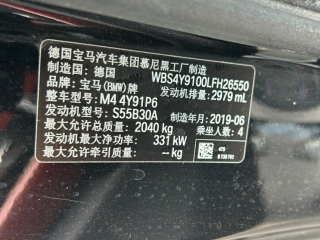 德国宝马汽车集团慕尼黑工厂制造
制造国：德国 WBS4Y9100LFH26550
品牌：宝马(BMW)牌 发动机排量：2979 mL
型号：M4 4Y91P6
发动机型号：S55B30A 制造年月：2019-06
最大允许总质量：2040 kg 乘坐人数：4
发动机最大净功率：331 kW
最大允许牵引质量：-- kg